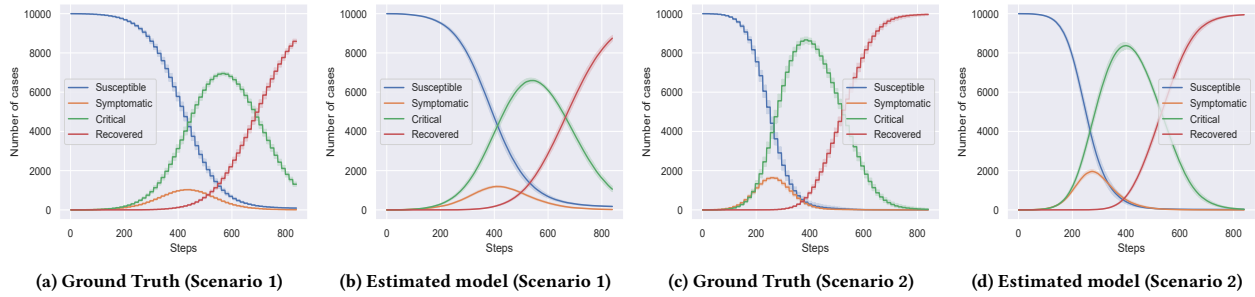 10000
8000
6000
4000
2000
0
Number of cases
Susceptible
Symptomatic
Critical
Recovered
0 200 400 600 800
Steps
(a) Ground Truth (Scenario 1)
10000
8000
6000
4000
2000
0
Number of cases
Susceptible
Symptomatic
Critical
Recovered
0 200 400 600 800
Steps
(b) Estimated model (Scenario 1)
10000
8000
6000
4000
2000
0
Number of cases
Susceptible
Symptomatic
Critical
Recovered
0 200 400 600 800
Steps
(c) Ground Truth (Scenario 2)
10000
8000
6000
4000
2000
0
Number of cases
Susceptible
Symptomatic
Critical
Recovered
0 200 400 600 800
Steps
(d) Estimated model (Scenario 2)